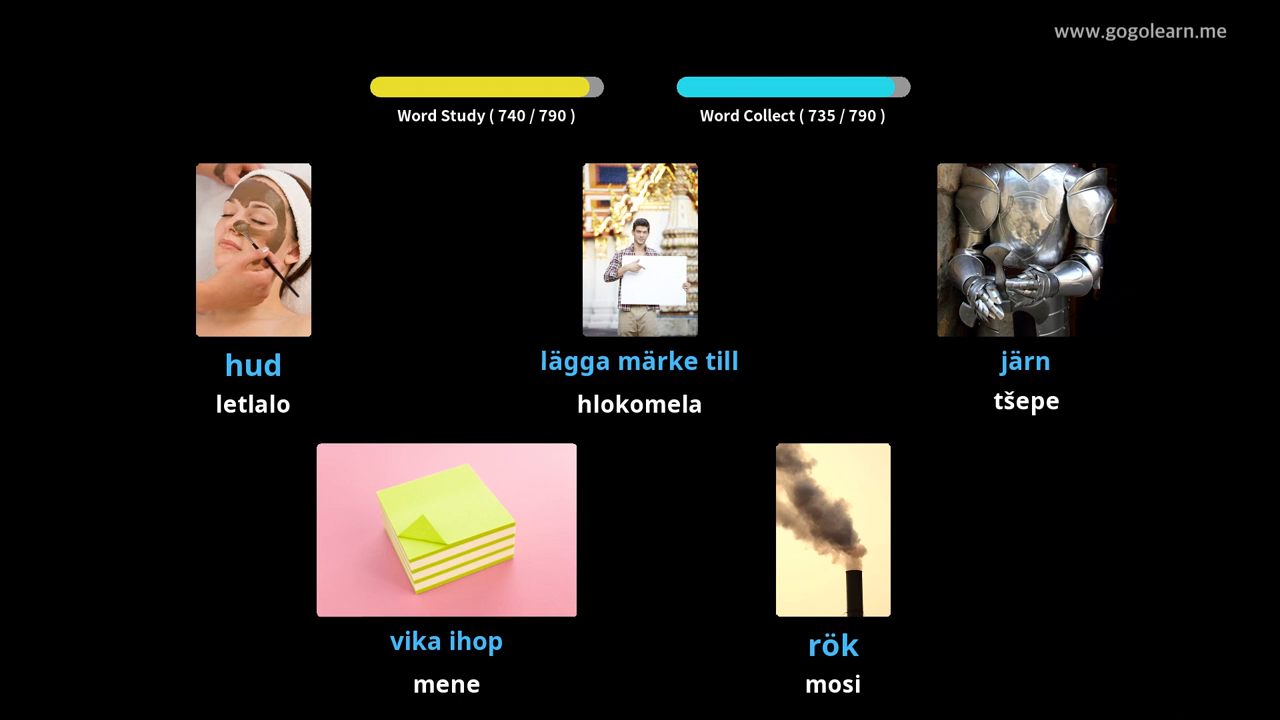 www.gogolearn.me
Word Study ( 740 / 790 )
Word Collect ( 735 / 790 )
hud
letlalo
lägga märke till
hlokomela
järn
tšepe
vika ihop
mene
rök
mosi